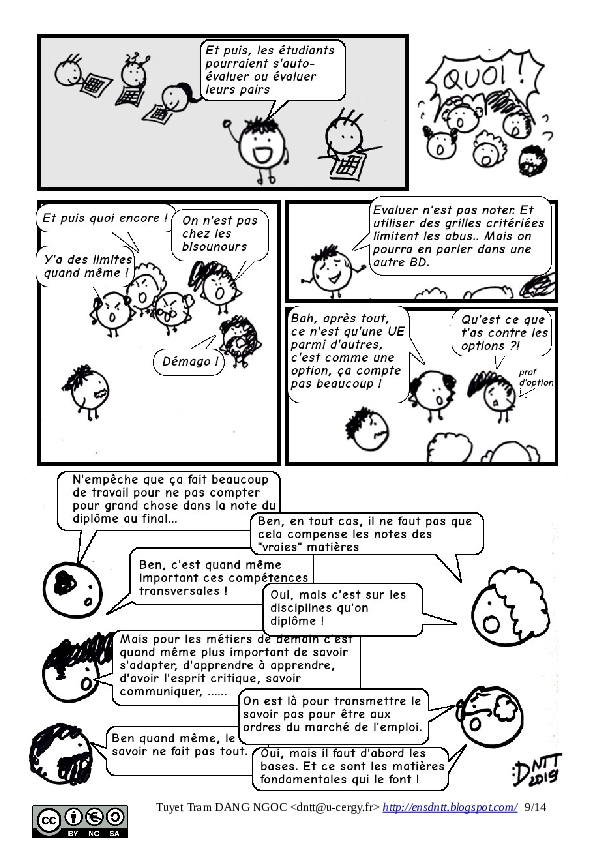 Et puis, les étudiants
pourraient s'auto-
évaluer ou évaluer
leurs pairs
QUOI !
Et puis quoi encore !
On n'est pas
chez les
bisounours
Y'a des limites
quand même !
Démago !
Evaluer n'est pas noter. Et
utiliser des grilles critériées
limitent les abus.. Mais on
pourra en parler dans une
autre BD.
Bah, après tout,
ce n'est qu'une UE
parmi d'autres,
c'est comme une
option, ça compte
pas beaucoup !
Qu'est ce que
t'as contre les
options ?!
prof
d'option
N'empêche que ça fait beaucoup
de travail pour ne pas compter
pour grand chose dans la note du
diplôme au final...
Ben, en tout cas, il ne faut pas que
cela compense les notes des
"vraies" matières
Ben, c'est quand même
important ces compétences
transversales !
Oui, mais c'est sur les
disciplines qu'on
diplôme !
Mais pour les métiers de demain c'est
quand même plus important de savoir
s'adapter, d'apprendre à apprendre,
d'avoir l'esprit critique, savoir
communiquer, ......
On est là pour transmettre le
savoir pas pour être aux
ordres du marché de l'emploi.
Ben quand même, le
savoir ne fait pas tout.
Oui, mais il faut d'abord les
bases. Et ce sont les matières
fondamentales qui le font !
:DNTT
2019
cc BY NC SA
Tuyet Tram DANG NGOC <dntt@u-cergy.fr> http://ensdntt.blogspot.com/ 9/14